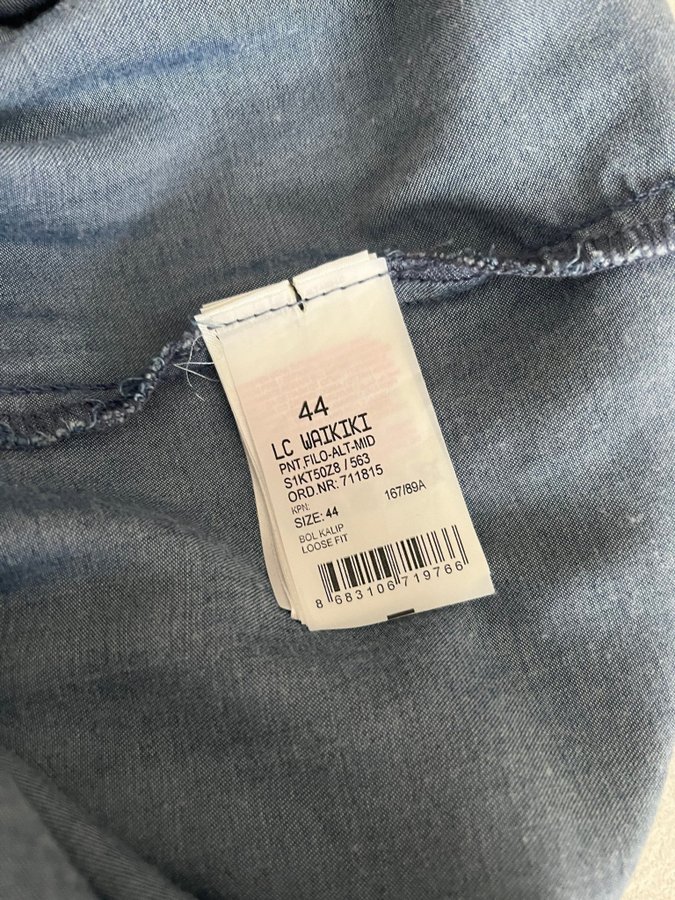 44
LC WAIKIKI
PNT,FILO-ALT-MID
S1KT50Z8 / 563
ORD.NR: 711815
KPN: 167/89A
SIZE: 44
BOL KALIP
LOOSE FIT
8 683106 719766